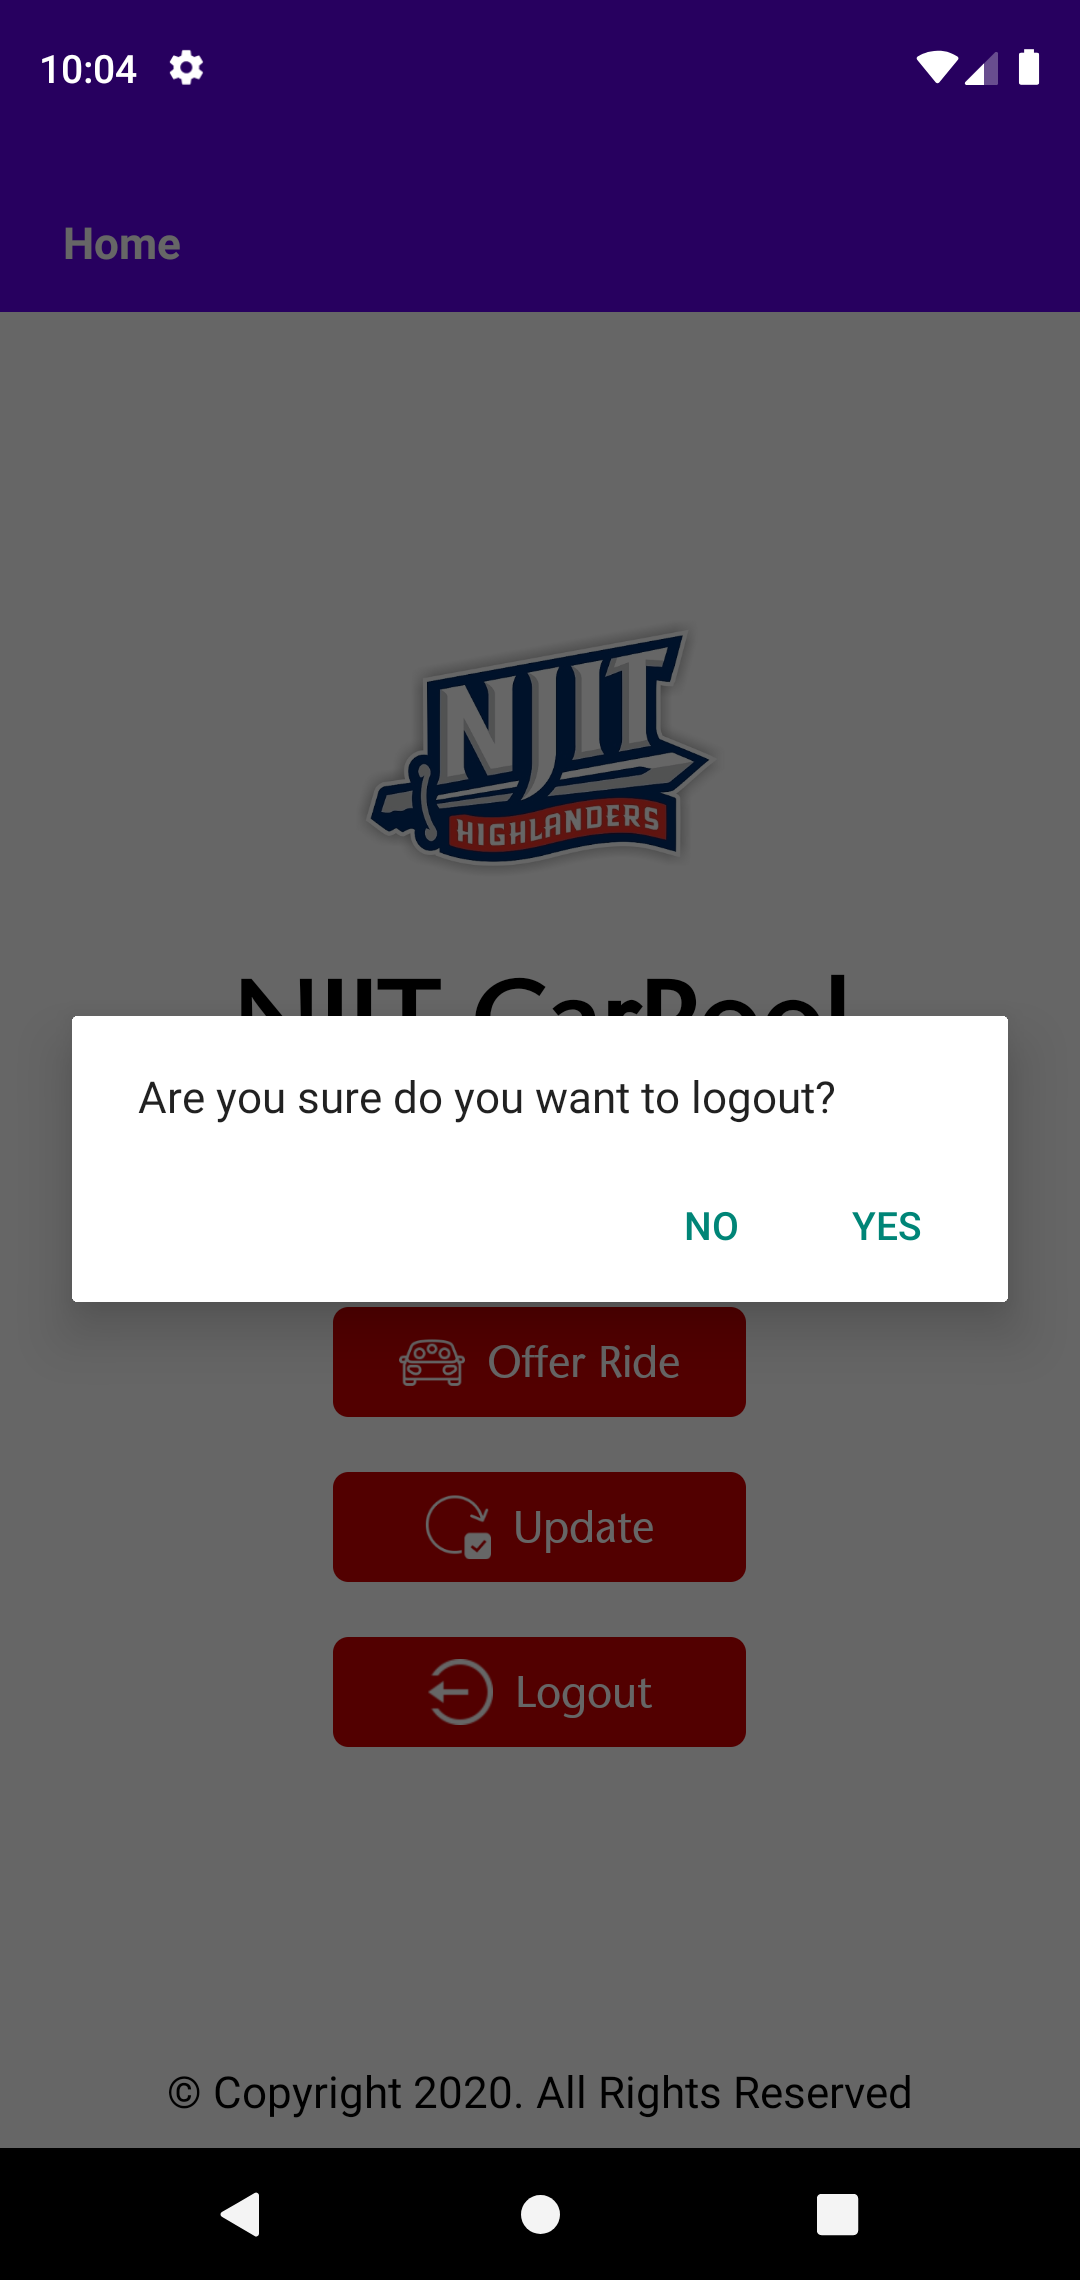 10:04
Home
NJIT
HIGHLANDERS
NJIT CarPool
Are you sure do you want to logout?
NO YES
Offer Ride
Update
Logout
© Copyright 2020. All Rights Reserved